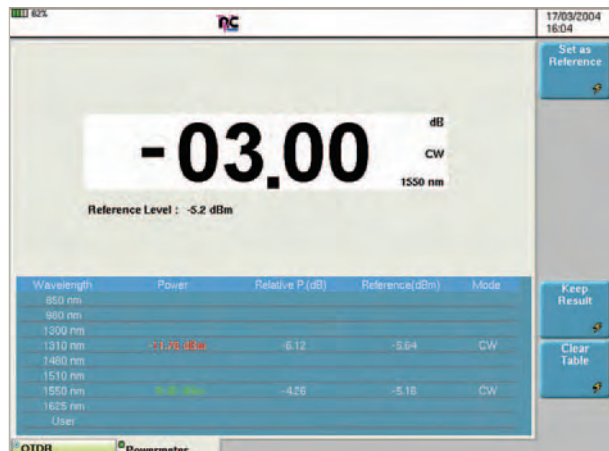 62%
17/03/2004
16:04
Set as
Reference
-03.00
dB
CW
1550 nm
Reference Level : -5.2 dBm
Wavelength Power Relative P.(dB) Reference(dBm) Mode
850 nm
980 nm
1300 nm
1310 nm dBm -6.12 -5.64 CW
1480 nm
1510 nm
1550 nm -4.26 -5.16 CW
1625 nm
User
Keep
Result
Clear
Table
OTDR
Powermeter